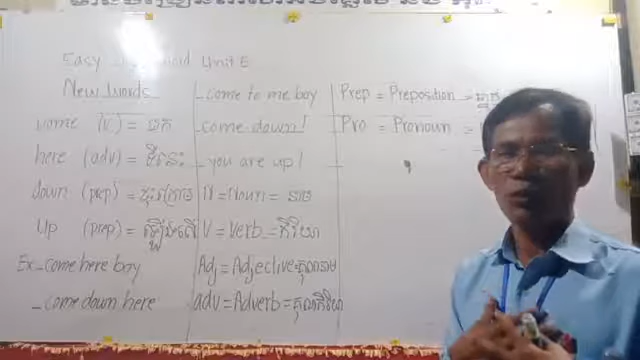 Easy word Unit 5
New Words
come (v) = មក
here (adv) = ទីនេះ
down (prep) = ចុះក្រោម
Up (prep) = ឡើងលើ
Ex - come here boy
- come down here
- come to me boy
come down!
- you are up!
N = Noun = នាម
V = Verb = កិរិយា
Adj = Adjective = គុណនាម
adv = Adverb = គុណកិរិយា
Prep = Preposition = ធ្នាក់
Pro = Pronoun =